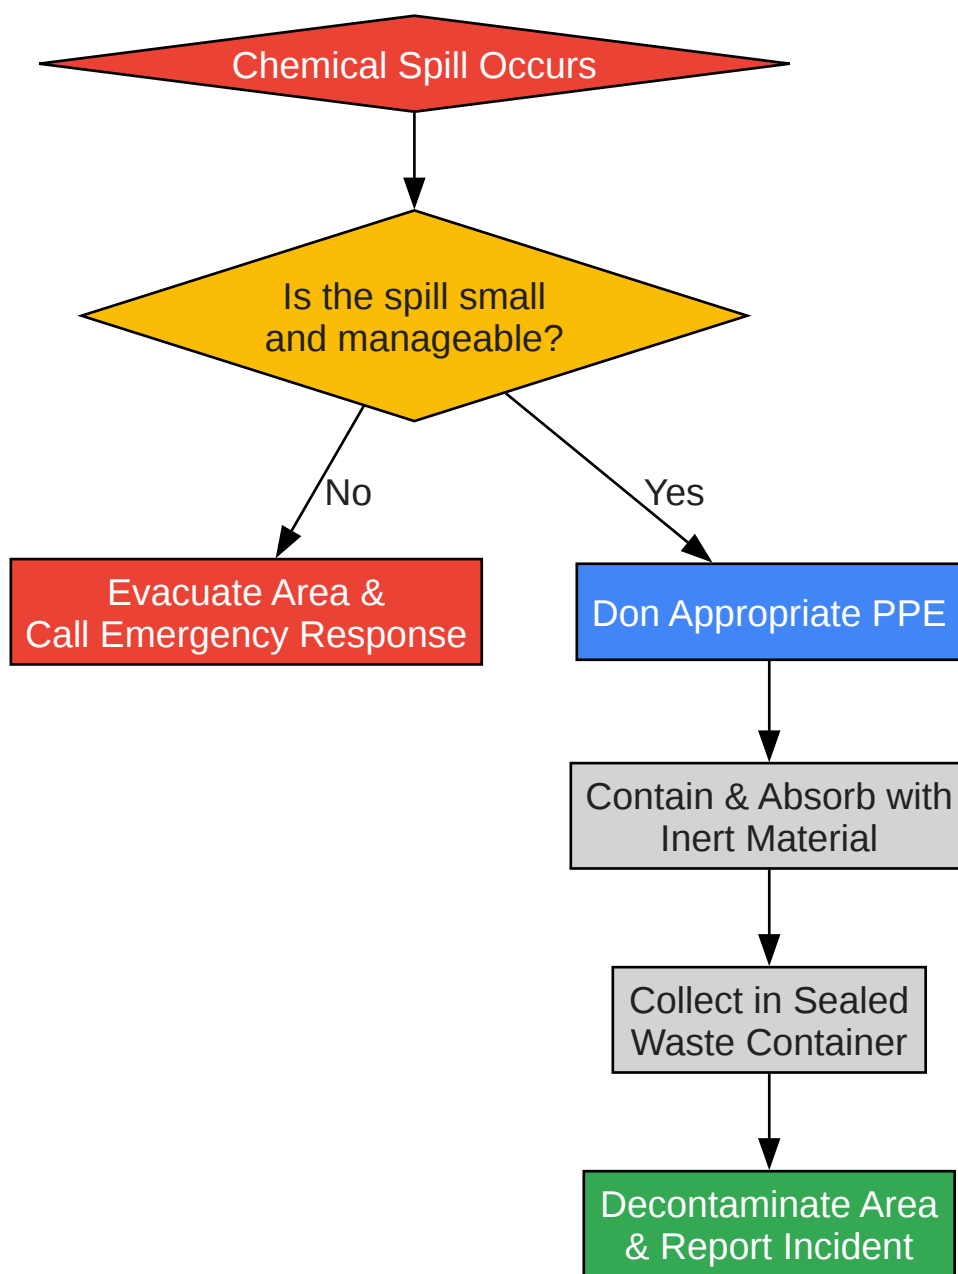 Chemical Spill Occurs
Is the spill small
and manageable?
No
Yes
Evacuate Area &
Call Emergency Response
Don Appropriate PPE
Contain & Absorb with
Inert Material
Collect in Sealed
Waste Container
Decontaminate Area
& Report Incident